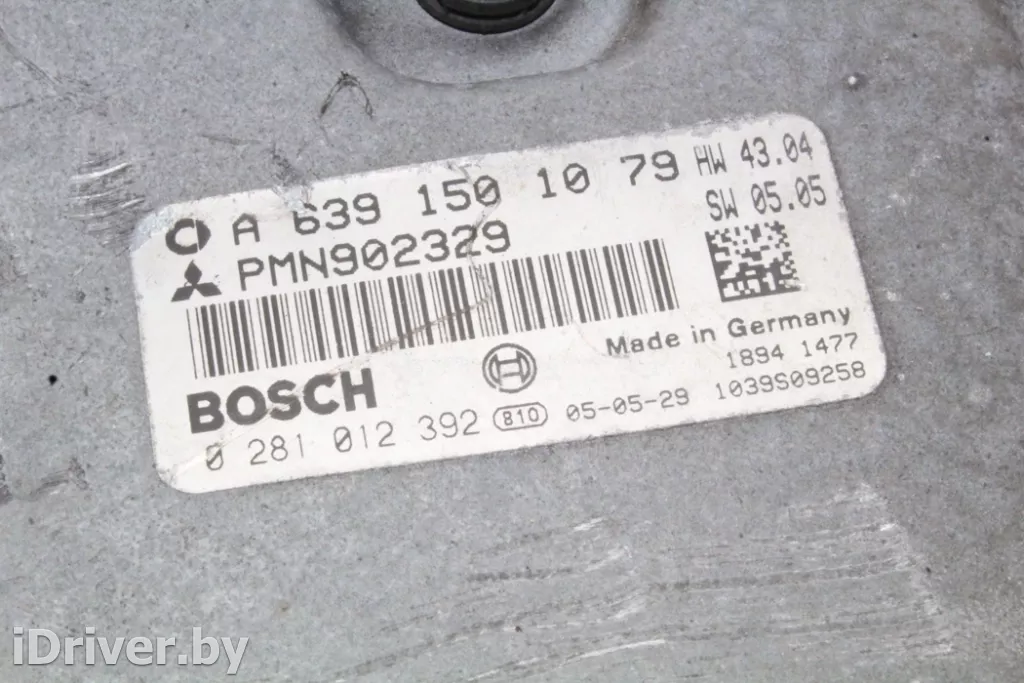 A 639 150 10 79 HW 43.04
SW 05.05
PMN902329
Made in Germany
1894 1477
BOSCH
0 281 012 392 810 05-05-29 1039S09258
iDriver.by